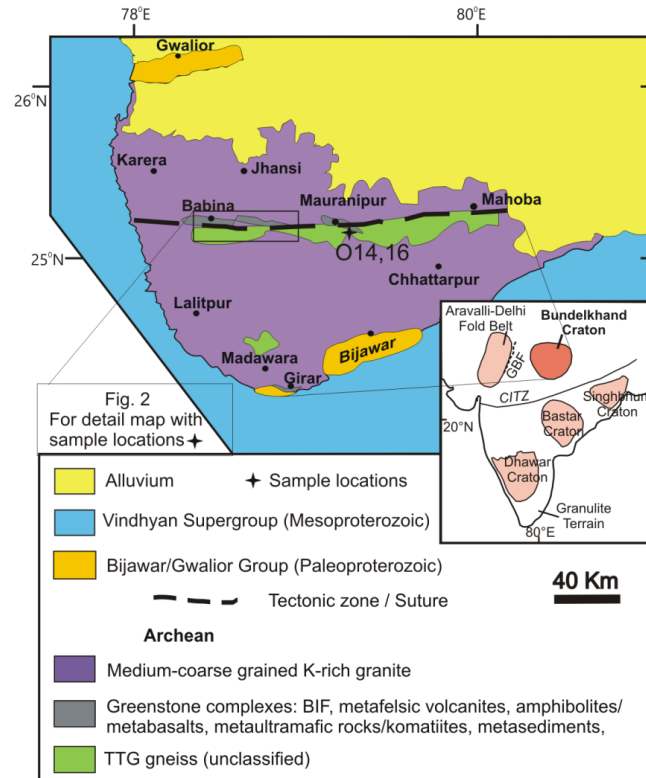 78°E
80°E
Gwalior
26°N
Karera
Jhansi
Babina
Mauranipur
Mahoba
O14,16
25°N
Chhattarpur
Lalitpur
Madawara
Bijawar
Girar
Fig. 2
For detail map with
sample locations
Aravalli-Delhi
Fold Belt
Bundelkhand
Craton
GBF
CITZ
Singhbhum
Craton
20°N
Bastar
Craton
Dhawar
Craton
Granulite
Terrain
80°E
Alluvium
Sample locations
Vindhyan Supergroup (Mesoproterozoic)
Bijawar/Gwalior Group (Paleoproterozoic)
40 Km
Tectonic zone / Suture
Archean
Medium-coarse grained K-rich granite
Greenstone complexes: BIF, metafelsic volcanites, amphibolites/
metabasalts, metaultramafic rocks/komatiites, metasediments,
TTG gneiss (unclassified)